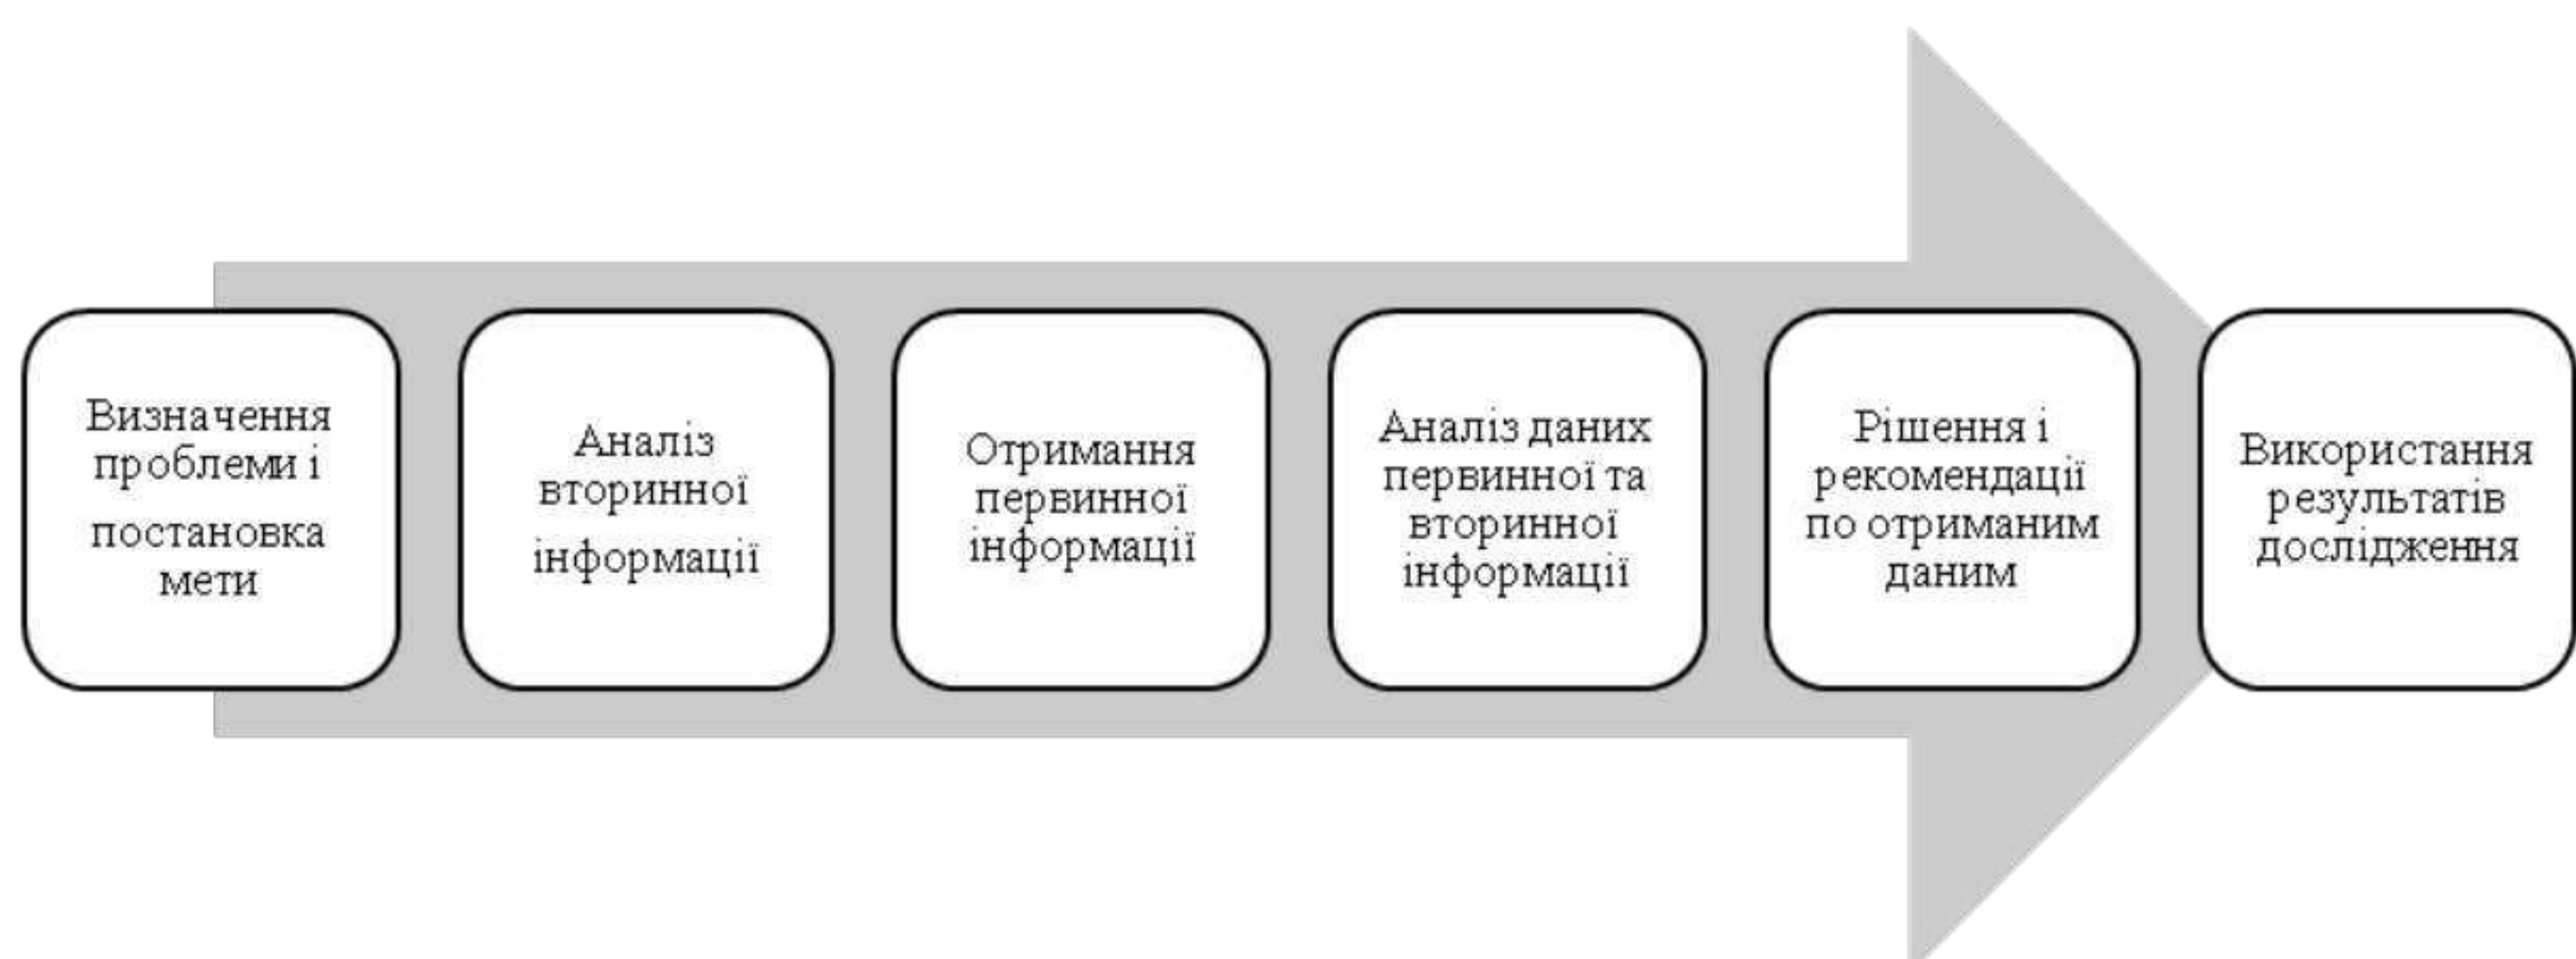 Визначення
проблеми і
постановка
мети
Аналіз
вторинної
інформації
Отримання
первинної
інформації
Аналіз даних
первинної та
вторинної
інформації
Рішення і
рекомендації
по отриманим
даним
Використання
результатів
дослідження